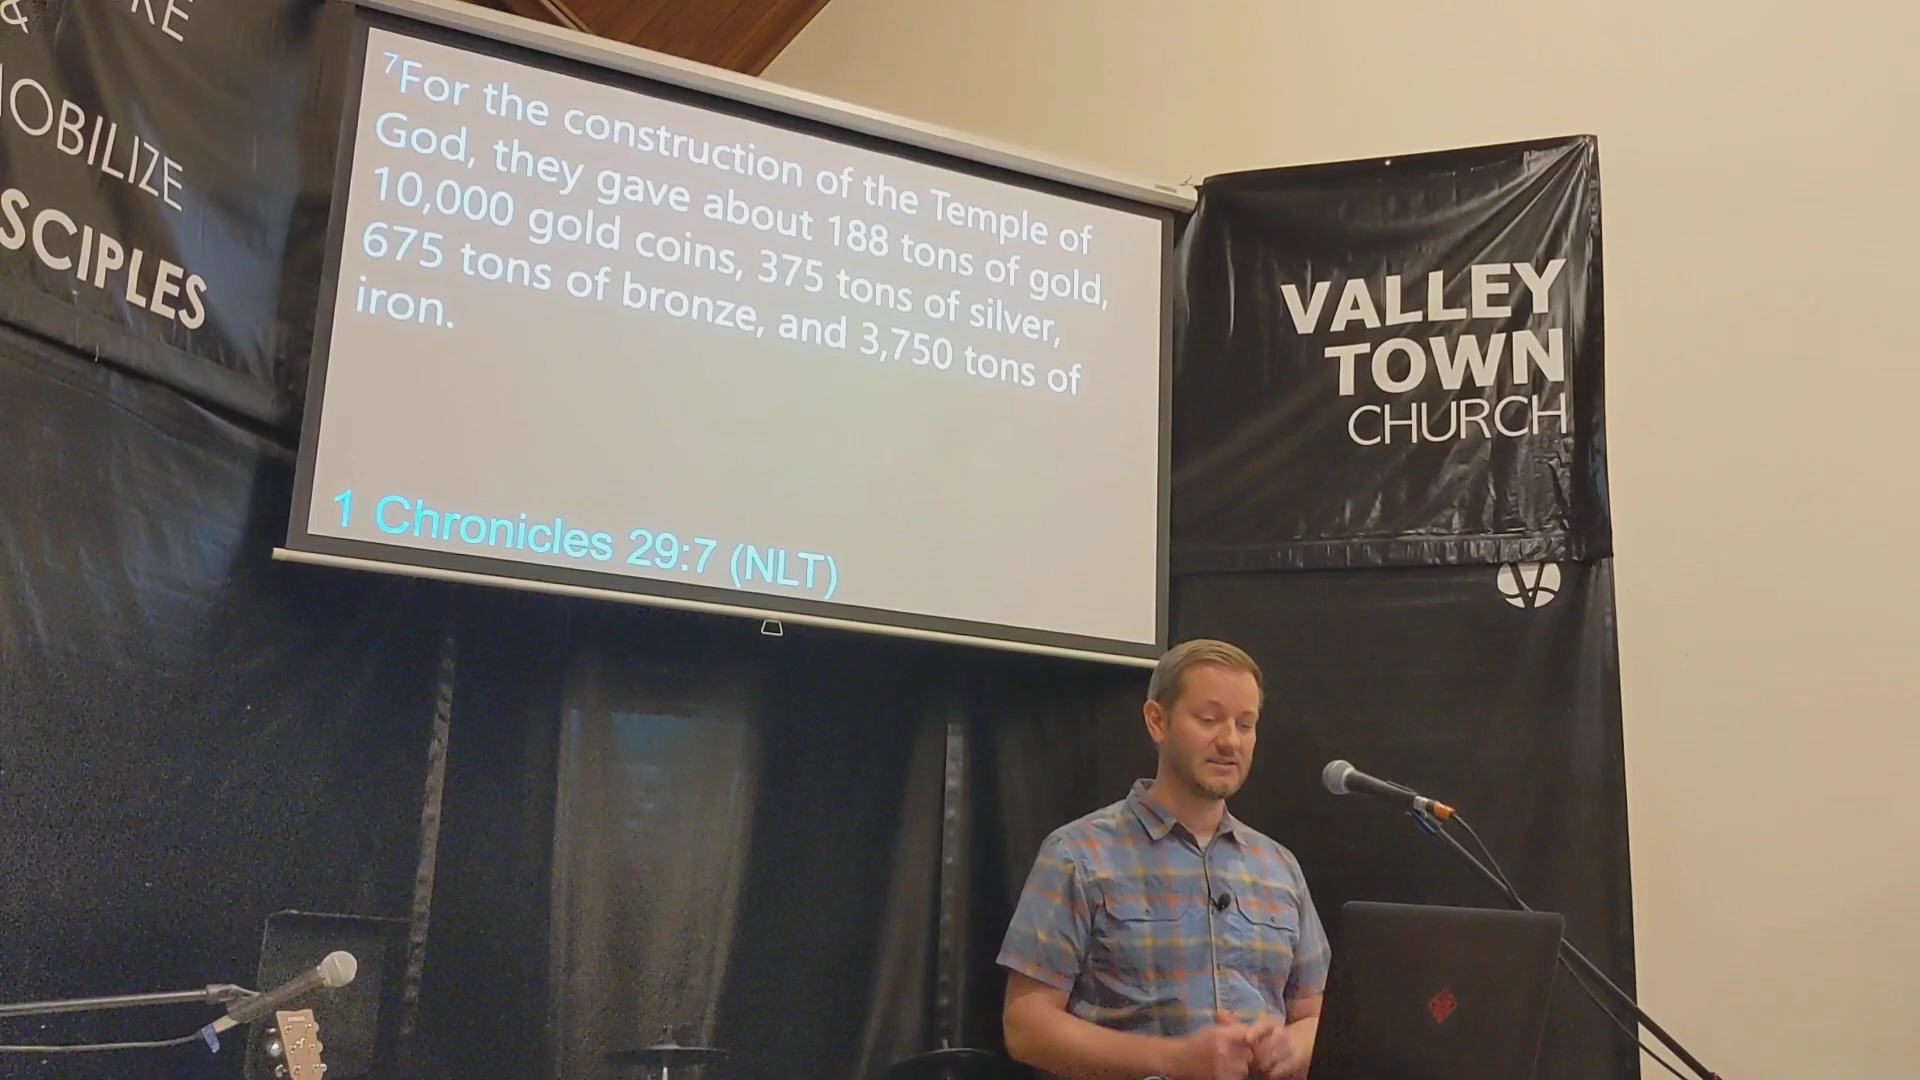 &
MOBILIZE
DISCIPLES
7For the construction of the Temple of
God, they gave about 188 tons of gold,
10,000 gold coins, 375 tons of silver,
675 tons of bronze, and 3,750 tons of
iron.
1 Chronicles 29:7 (NLT)
VALLEY
TOWN
CHURCH